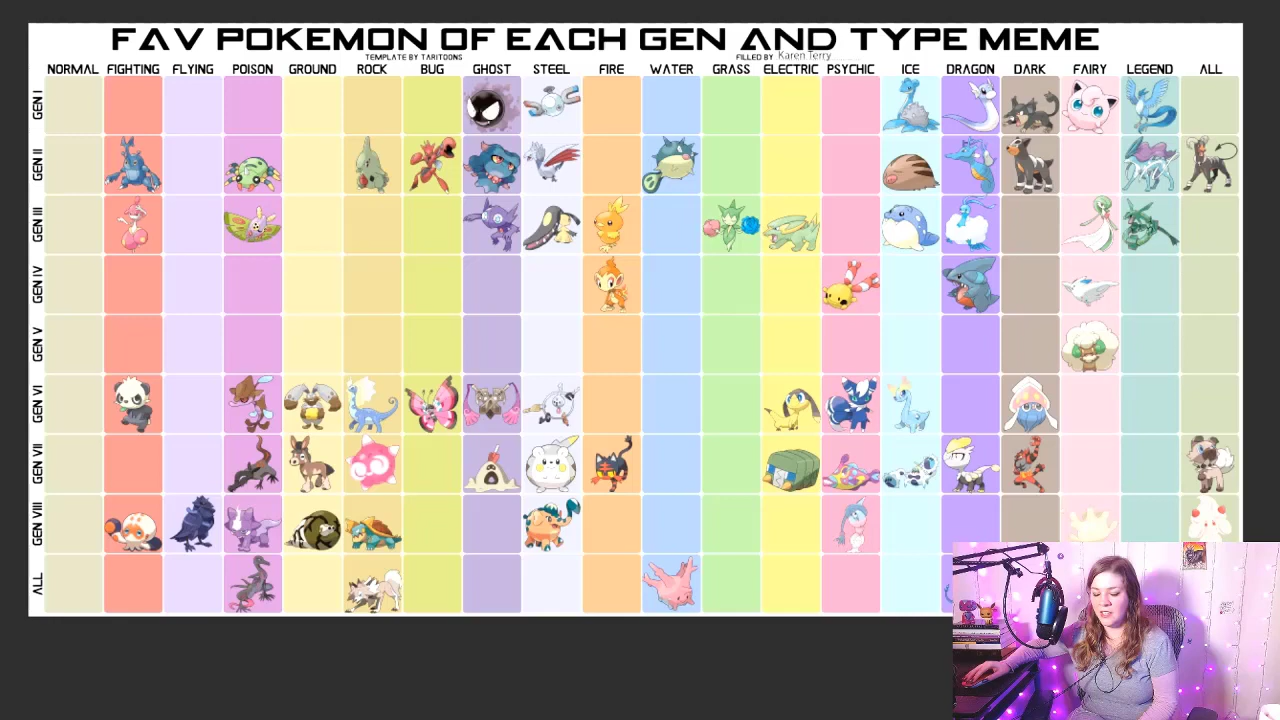 FAV POKEMON OF EACH GEN AND TYPE MEME
TEMPLATE BY TARITOONS FILLED BY Karen Terry
NORMAL FIGHTING FLYING POISON GROUND ROCK BUG GHOST STEEL FIRE WATER GRASS ELECTRIC PSYCHIC ICE DRAGON DARK FAIRY LEGEND ALL
GEN I
GEN II
GEN III
GEN IV
GEN V
GEN VI
GEN VII
GEN VIII
ALL